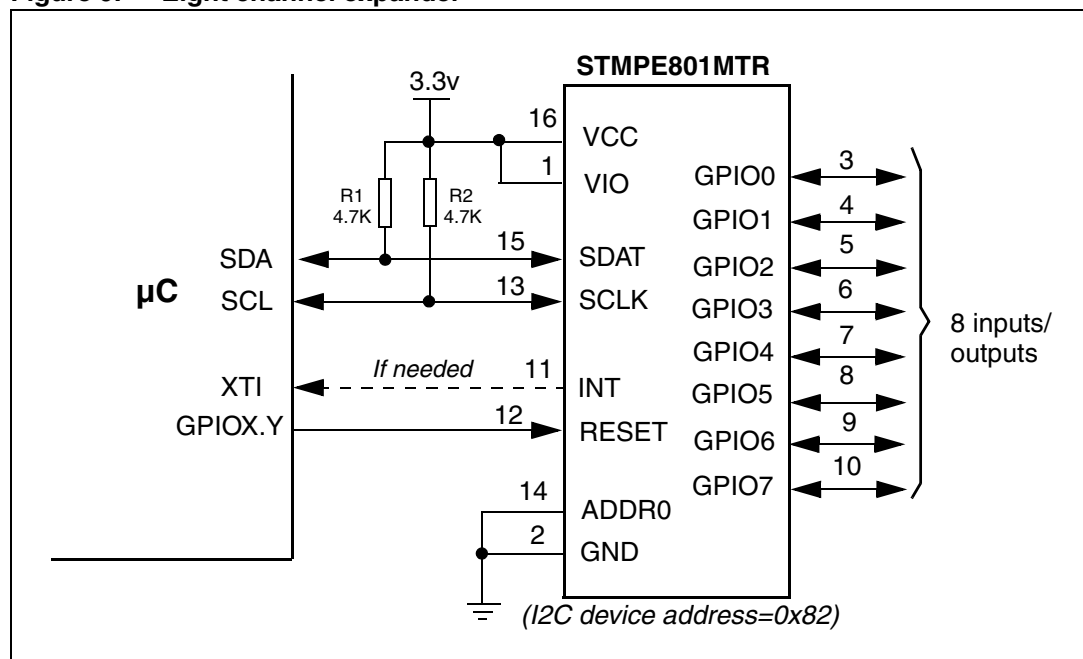 STMPE801MTR
3.3v
16
VCC
1
VIO
R1
4.7K
R2
4.7K
GPIO0
3
GPIO1
4
GPIO2
5
GPIO3
6
GPIO4
7
GPIO5
8
GPIO6
9
GPIO7
10
8 inputs/
outputs
µC
SDA
15
SDAT
SCL
13
SCLK
XTI
If needed
11
INT
GPIOX.Y
12
RESET
14
ADDR0
2
GND
(I2C device address=0x82)